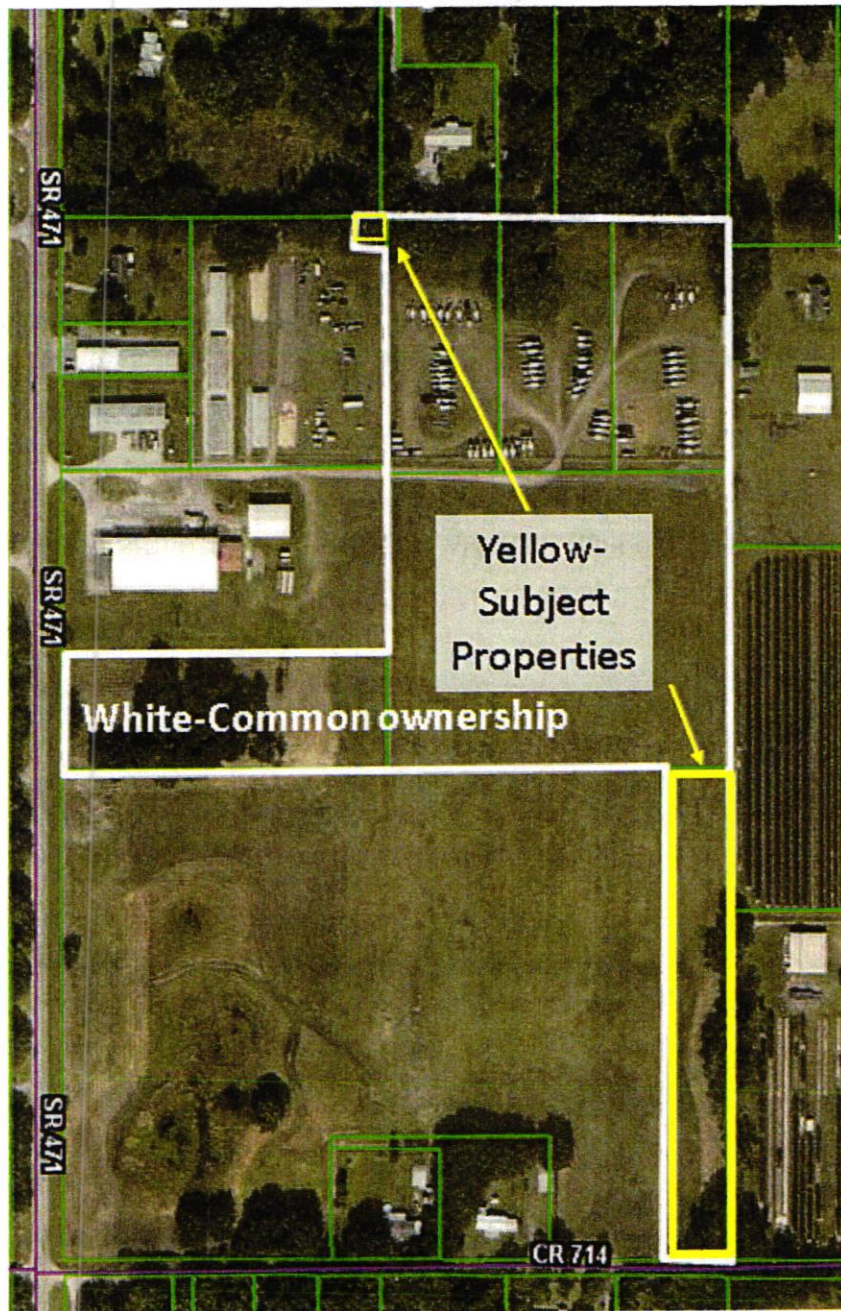 SR 471
Yellow-
Subject
Properties
SR 471
White-Common ownership
SR 471
CR 714